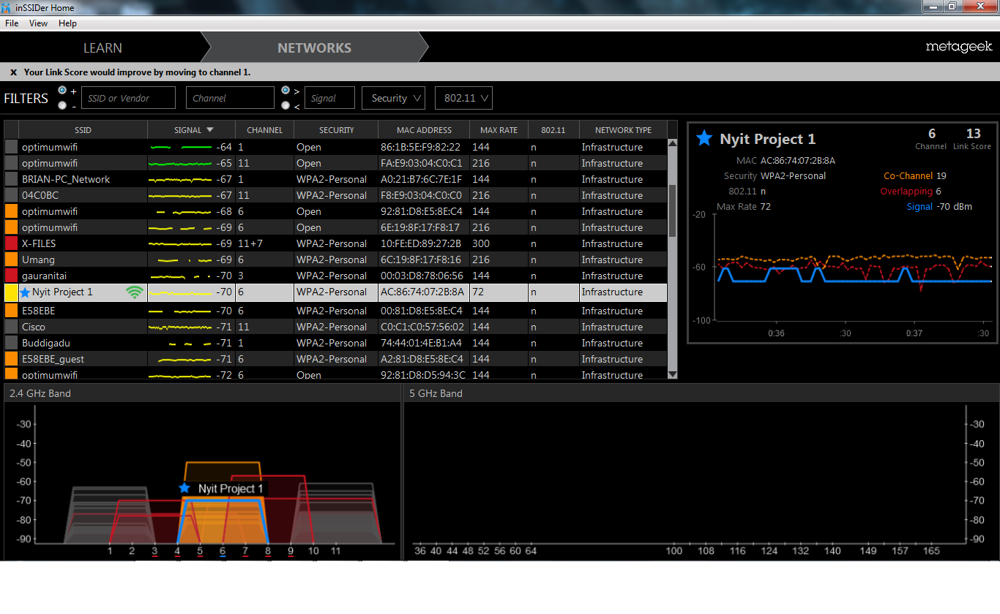 inSSIDer Home
File View Help
LEARN NETWORKS metageek
x Your Link Score would improve by moving to channel 1.
FILTERS + - SSID or Vendor Channel > < Signal Security 802.11
SSID SIGNAL CHANNEL SECURITY MAC ADDRESS MAX RATE 802.11 NETWORK TYPE
optimumwifi -64 1 Open 86:1B:5E:F9:82:22 144 n Infrastructure
optimumwifi -65 11 Open FA:E9:03:04:C0:C1 216 n Infrastructure
BRIAN-PC_Network -67 1 WPA2-Personal A0:21:B7:6C:7E:1F 144 n Infrastructure
04C0BC -67 11 WPA2-Personal F8:E9:03:04:C0:C0 216 n Infrastructure
optimumwifi -68 6 Open 92:81:D8:E5:8E:C4 144 n Infrastructure
optimumwifi -69 6 Open 6E:19:8F:17:F8:17 216 n Infrastructure
X-FILES -69 11+7 WPA2-Personal 10:FE:ED:89:27:2B 300 n Infrastructure
Umang -69 6 WPA2-Personal 6C:19:8F:17:F8:16 216 n Infrastructure
gauranitai -70 3 WPA2-Personal 00:03:D8:78:06:56 144 n Infrastructure
Nyit Project 1 -70 6 WPA2-Personal AC:86:74:07:2B:8A 72 n Infrastructure
E58EBE -70 6 WPA2-Personal 00:81:D8:E5:8E:C4 144 n Infrastructure
Cisco -71 11 WPA2-Personal C0:C1:C0:57:56:02 144 n Infrastructure
Buddigadu -71 1 WPA2-Personal 74:44:01:4E:B1:A4 144 n Infrastructure
E58EBE_guest -71 6 WPA2-Personal A2:81:D8:E5:8E:C4 144 n Infrastructure
optimumwifi -72 6 Open 92:81:D8:D5:94:3C 144 n Infrastructure
Nyit Project 1 6 13
Channel Link Score
MAC AC:86:74:07:2B:8A
Security WPA2-Personal Co-Channel 19
802.11 n Overlapping 6
Max Rate 72 Signal -70 dBm
-20
-60
-100
0:36 :30 0:37 :30
2.4 GHz Band
-30
-40
-50
-60
-70
-80
-90
Nyit Project 1
1 2 3 4 5 6 7 8 9 10 11
5 GHz Band
-30
-40
-50
-60
-70
-80
-90
36 40 44 48 52 56 60 64 100 108 116 124 132 140 149 157 165